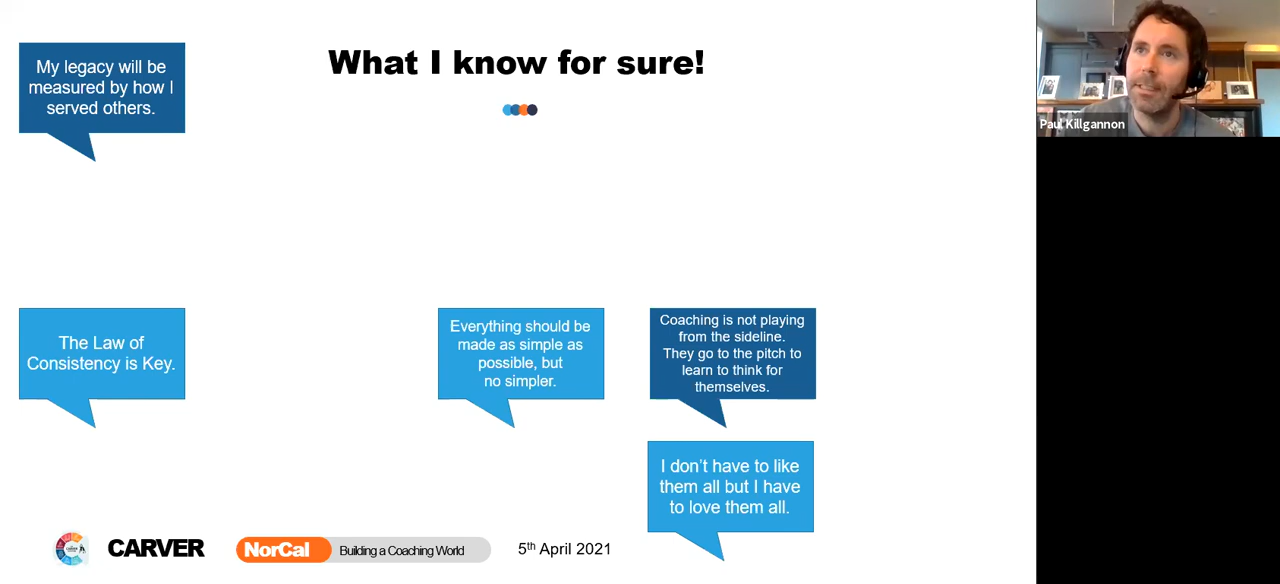 What I know for sure!
My legacy will be
measured by how I
served others.
Paul Killgannon
The Law of
Consistency is Key.
Everything should be
made as simple as
possible, but
no simpler.
Coaching is not playing
from the sideline.
They go to the pitch to
learn to think for
themselves.
I don't have to like
them all but I have
to love them all.
CARVER
NorCal
Building a Coaching World
5th April 2021